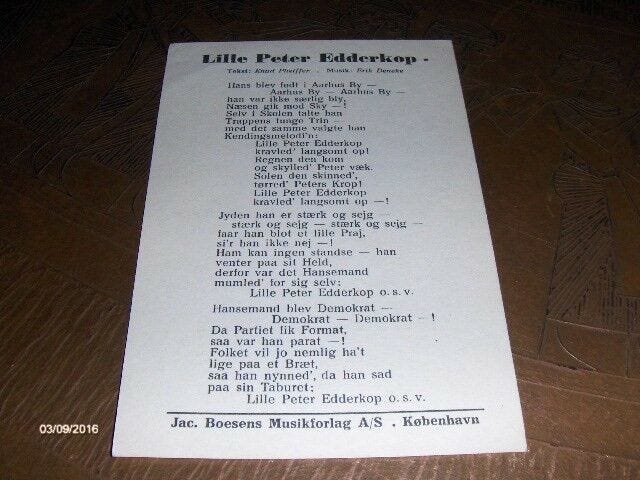 Lille Peter Edderkop .
Tekst: Knud Pheiffer . Musik: Erik Deneke
Hans blev født i Aarhus By —
Aarhus By — Aarhus By —
han var ikke særlig bly,
Næsen gik mod Sky —!
Selv i Skolen talte han
Trappens tunge Trin —
med det samme valgte han
Kendingsmelodi'n:
Lille Peter Edderkop
kravled' langsomt op!
Regnen den kom
og skylled' Peter væk.
Solen den skinned',
tørred' Peters Krop!
Lille Peter Edderkop
kravled' langsomt op —!
Jyden han er stærk og sejg —
stærk og sejg — stærk og sejg —
faar han blot et lille Praj,
si'r han ikke nej —!
Ham kan ingen standse — han
venter paa sit Held,
derfor var det Hansemand
mumled' for sig selv:
Lille Peter Edderkop o.s.v.
Hansemand blev Demokrat —
Demokrat — Demokrat —!
Da Partiet fik Format,
saa var han parat —!
Folket vil jo nemlig ha't
lige paa et Bræt,
saa han nynned', da han sad
paa sin Taburet:
Lille Peter Edderkop o.s.v.
Jac. Boesens Musikforlag A/S . København
03/09/2016